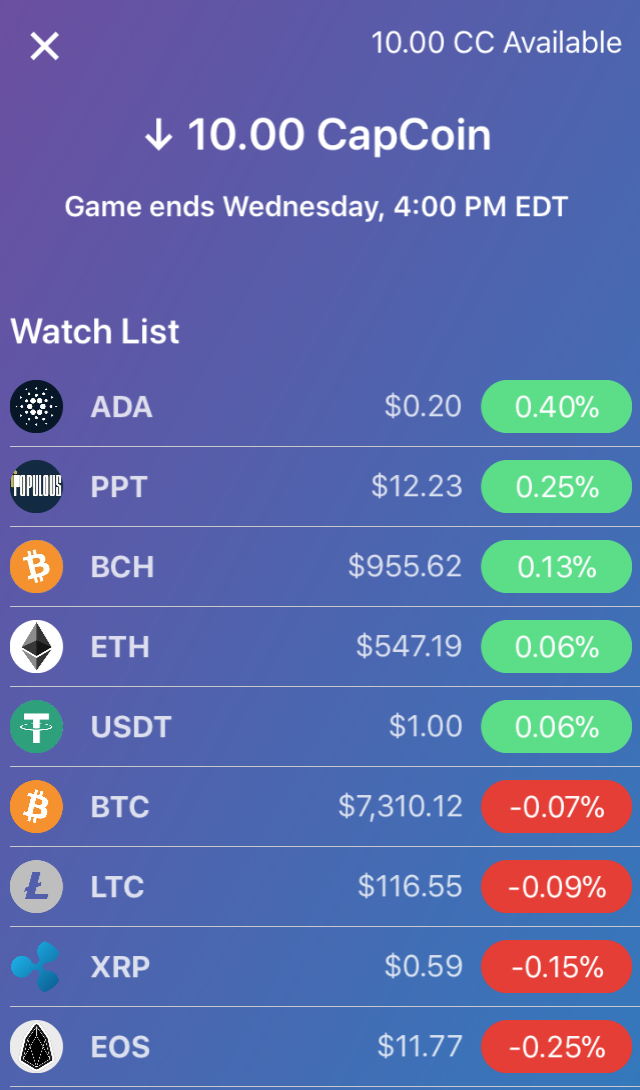 10.00 CC Available
↓ 10.00 CapCoin
Game ends Wednesday, 4:00 PM EDT
Watch List
ADA $0.20 0.40%
POPULOUS PPT $12.23 0.25%
BCH $955.62 0.13%
ETH $547.19 0.06%
USDT $1.00 0.06%
BTC $7,310.12 -0.07%
LTC $116.55 -0.09%
XRP $0.59 -0.15%
EOS $11.77 -0.25%